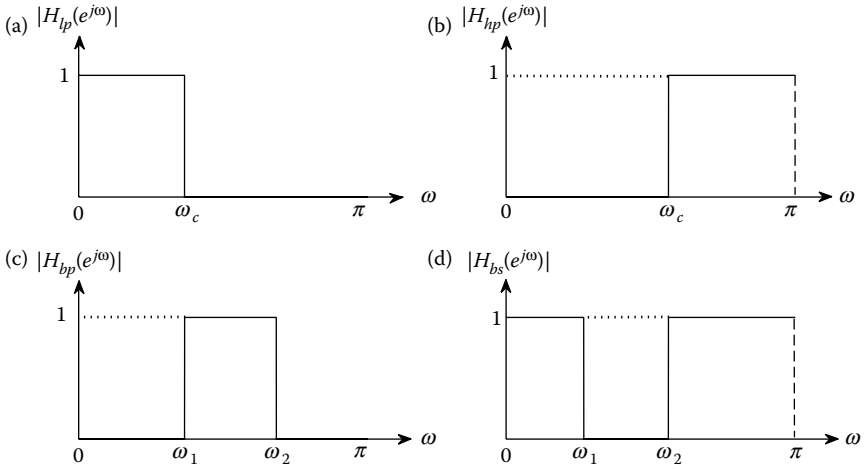 (a) |H_lp(e^jω)|
1
0 ω_c π ω
(b) |H_hp(e^jω)|
1
0 ω_c π ω
(c) |H_bp(e^jω)|
1
0 ω_1 ω_2 π ω
(d) |H_bs(e^jω)|
1
0 ω_1 ω_2 π ω